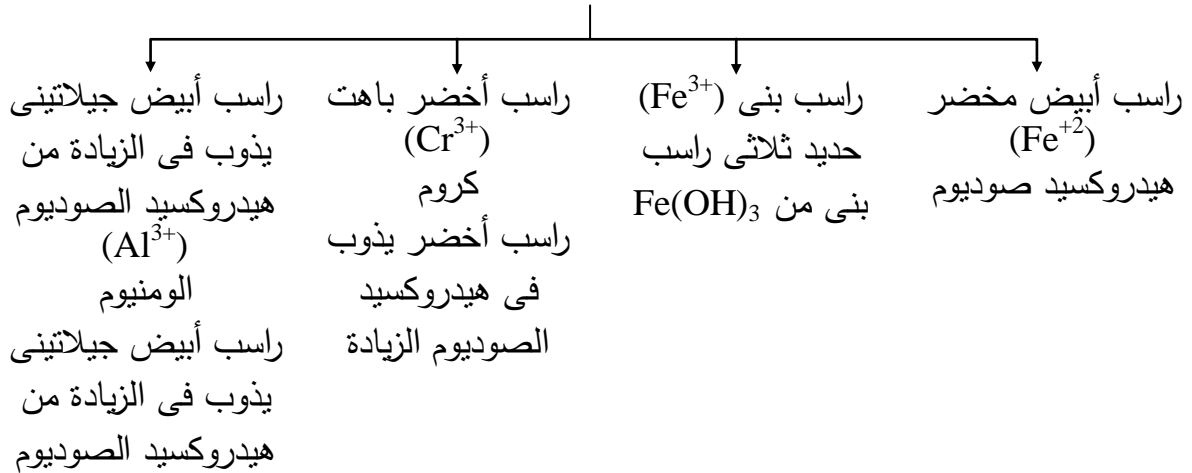 راسب أبيض مخضر
(Fe+2)
هيدروكسيد صوديوم
راسب بنى (Fe3+)
حديد ثلاثى راسب
بنى من Fe(OH)3
راسب أخضر باهت
(Cr3+)
كروم
راسب أخضر يذوب
فى هيدروكسيد
الصوديوم الزيادة
راسب أبيض جيلاتينى
يذوب فى الزيادة من
هيدروكسيد الصوديوم
(Al3+)
الومنيوم
راسب أبيض جيلاتينى
يذوب فى الزيادة من
هيدروكسيد الصوديوم